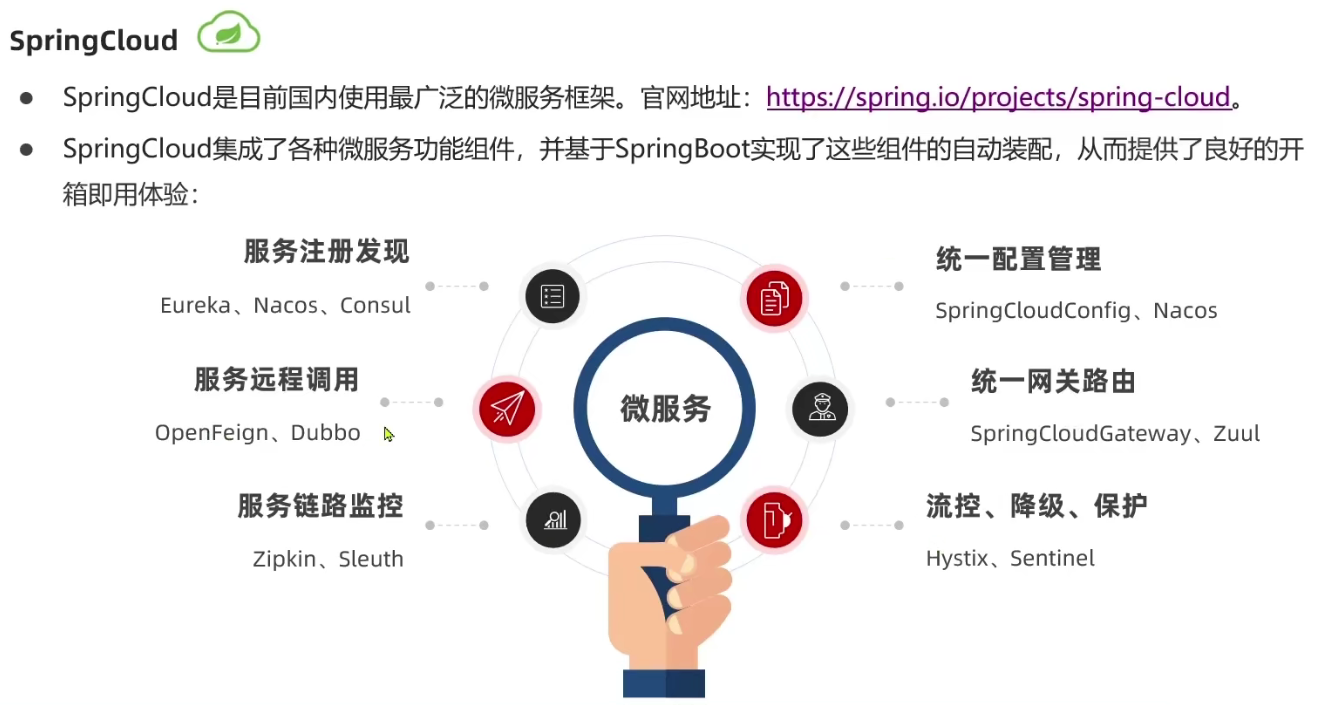 SpringCloud
SpringCloud是目前国内使用最广泛的微服务框架。官网地址：https://spring.io/projects/spring-cloud。
SpringCloud集成了各种微服务功能组件，并基于SpringBoot实现了这些组件的自动装配，从而提供了良好的开
箱即用体验：
服务注册发现
Eureka、Nacos、Consul
统一配置管理
SpringCloudConfig、Nacos
服务远程调用
OpenFeign、Dubbo
微服务
统一网关路由
SpringCloudGateway、Zuul
服务链路监控
Zipkin、Sleuth
流控、降级、保护
Hystix、Sentinel